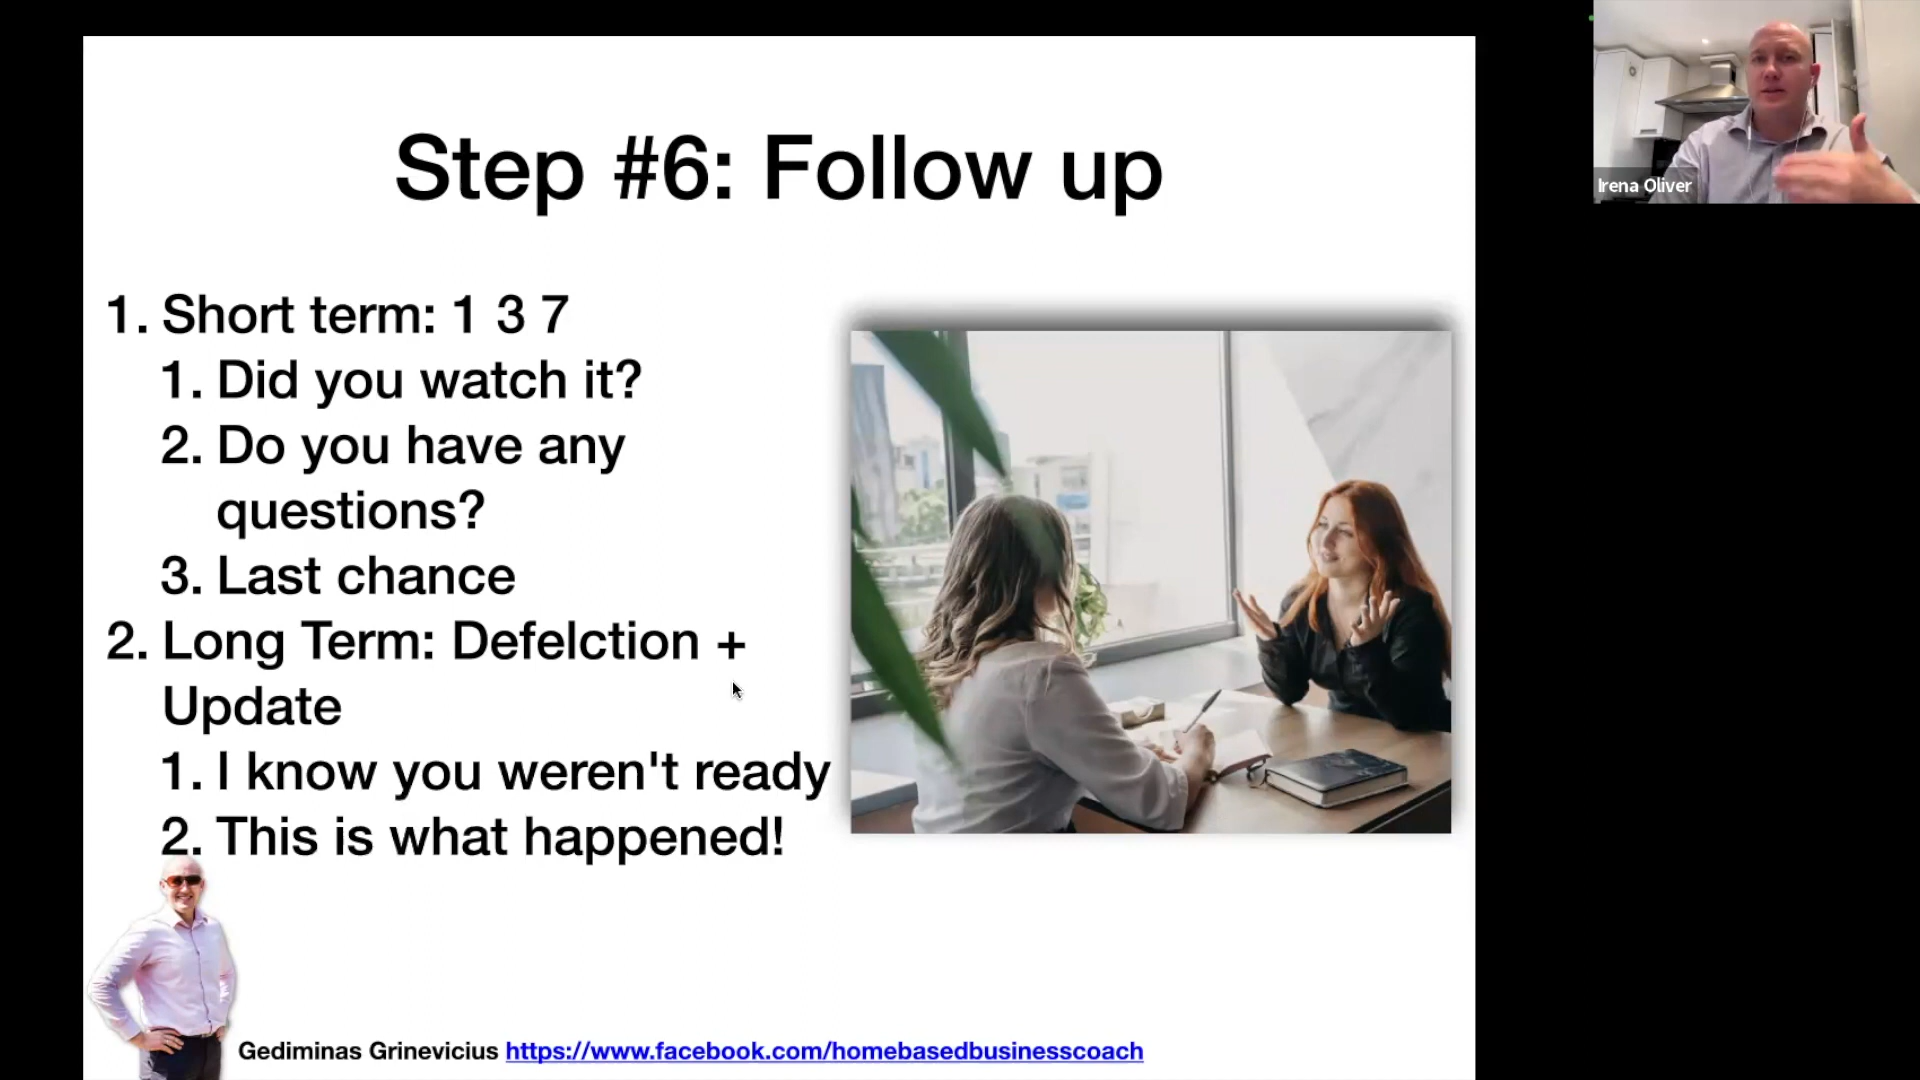 Step #6: Follow up
1. Short term: 1 3 7
1. Did you watch it?
2. Do you have any
questions?
3. Last chance
2. Long Term: Defelction +
Update
1. I know you weren't ready
2. This is what happened!
Gediminas Grinevicius https://www.facebook.com/homebasedbusinesscoach
Irena Oliver